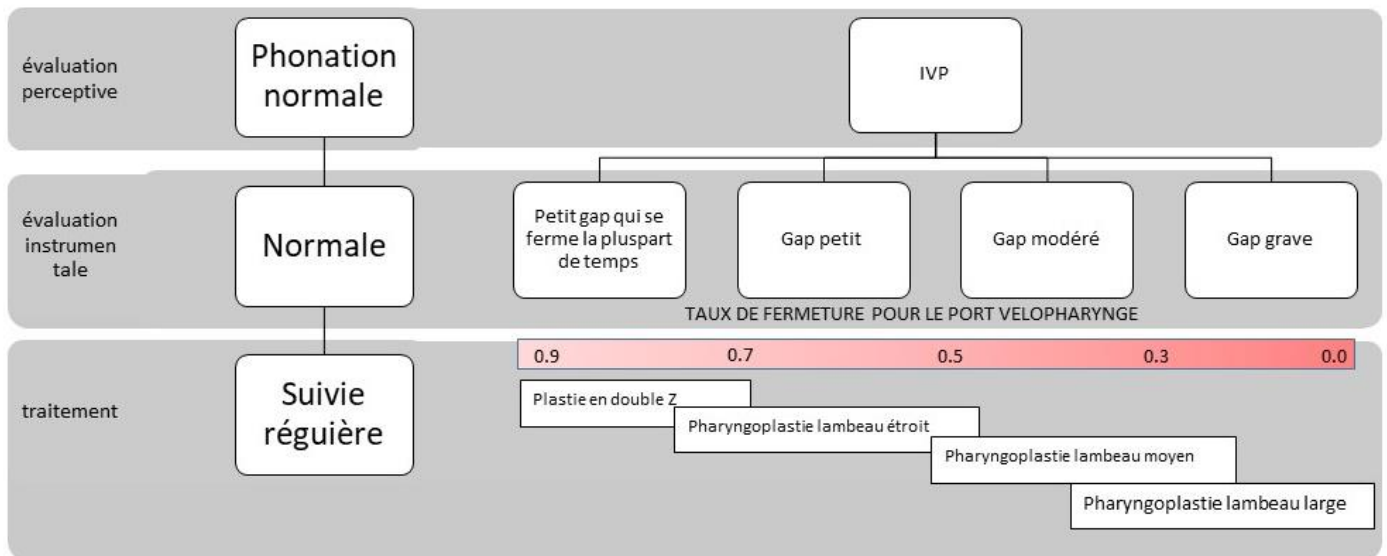 évaluation
perceptive
Phonation
normale
IVP
évaluation
instrumen
tale
Normale
Petit gap qui se
ferme la pluspart
de temps
Gap petit
Gap modéré
Gap grave
TAUX DE FERMETURE POUR LE PORT VELOPHARYNGE
traitement
Suivie
réguière
0.9 0.7 0.5 0.3 0.0
Plastie en double Z
Pharyngoplastie lambeau étroit
Pharyngoplastie lambeau moyen
Pharyngoplastie lambeau large